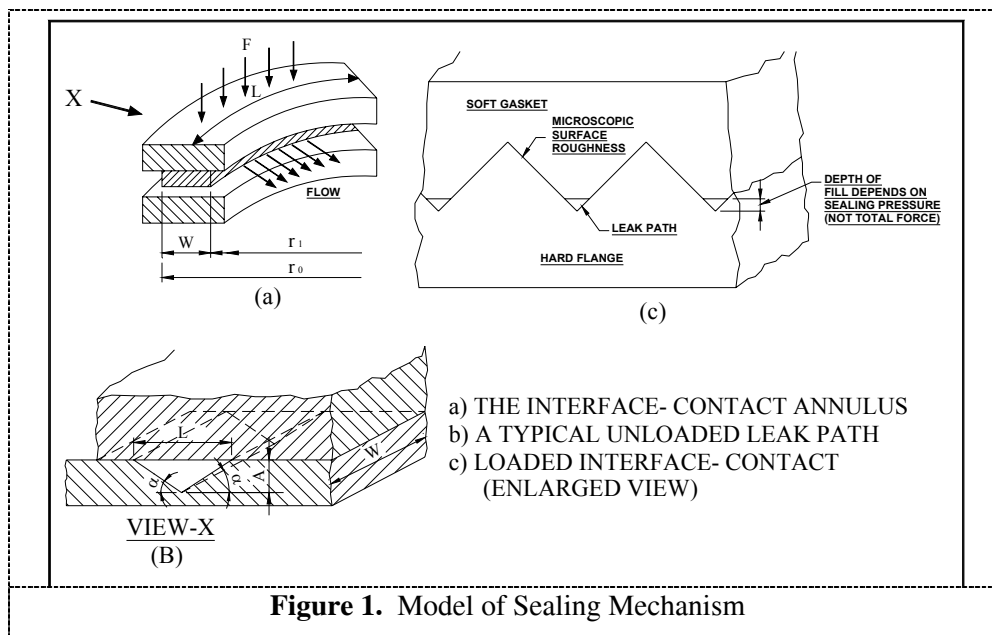 F
L
X
FLOW
W
r 1
r 0
(a)
SOFT GASKET
MICROSCOPIC
SURFACE
ROUGHNESS
DEPTH OF
FILL DEPENDS ON
SEALING PRESSURE
(NOT TOTAL FORCE)
LEAK PATH
HARD FLANGE
(c)
L
α
α
A
W
VIEW-X
(B)
a) THE INTERFACE- CONTACT ANNULUS
b) A TYPICAL UNLOADED LEAK PATH
c) LOADED INTERFACE- CONTACT
(ENLARGED VIEW)
Figure 1. Model of Sealing Mechanism